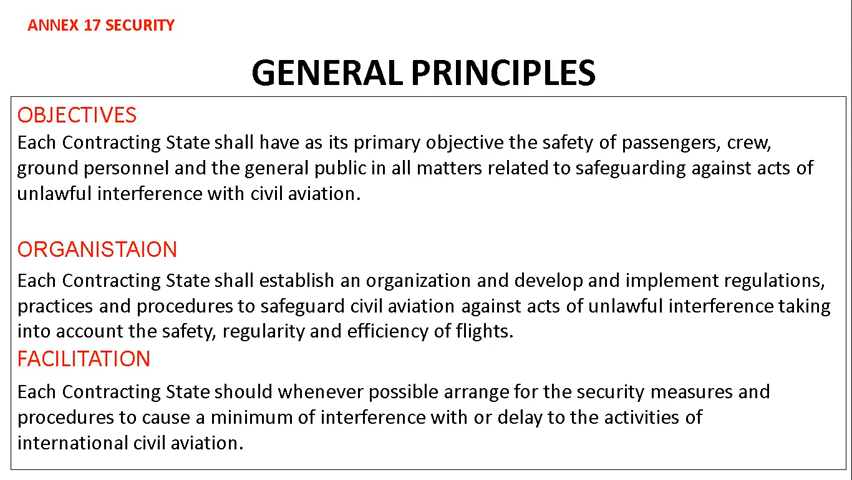 ANNEX 17 SECURITY
GENERAL PRINCIPLES
OBJECTIVES
Each Contracting State shall have as its primary objective the safety of passengers, crew,
ground personnel and the general public in all matters related to safeguarding against acts of
unlawful interference with civil aviation.
ORGANISTAION
Each Contracting State shall establish an organization and develop and implement regulations,
practices and procedures to safeguard civil aviation against acts of unlawful interference taking
into account the safety, regularity and efficiency of flights.
FACILITATION
Each Contracting State should whenever possible arrange for the security measures and
procedures to cause a minimum of interference with or delay to the activities of
international civil aviation.